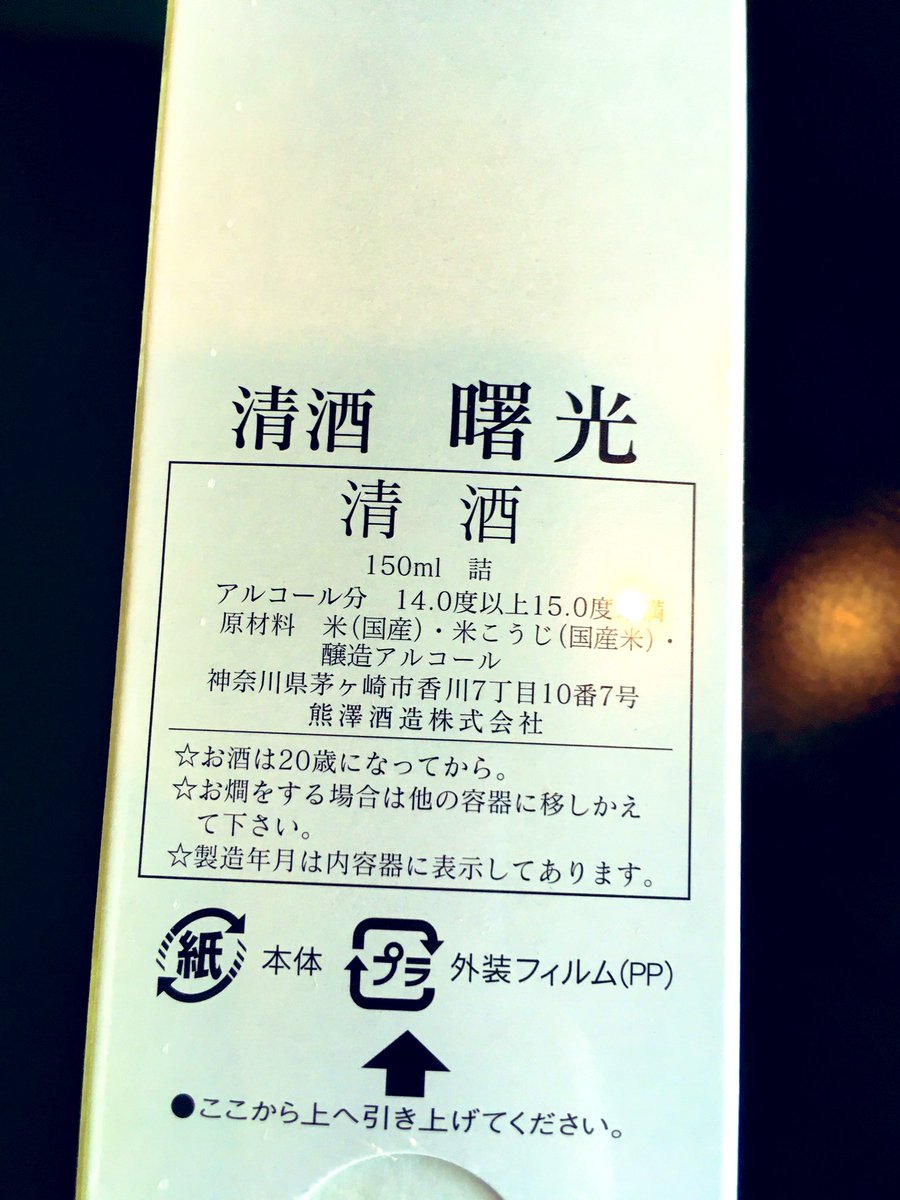 清酒 曙光
清 酒
150ml 詰
アルコール分 14.0度以上15.0度未満
原材料 米(国産)・米こうじ(国産米)・
醸造アルコール
神奈川県茅ヶ崎市香川7丁目10番7号
熊澤酒造株式会社
☆お酒は20歳になってから。
☆お燗をする場合は他の容器に移しかえ
て下さい。
☆製造年月は内容器に表示してあります。
紙 本体 プラ 外装フィルム(PP)
●ここから上へ引き上げてください。